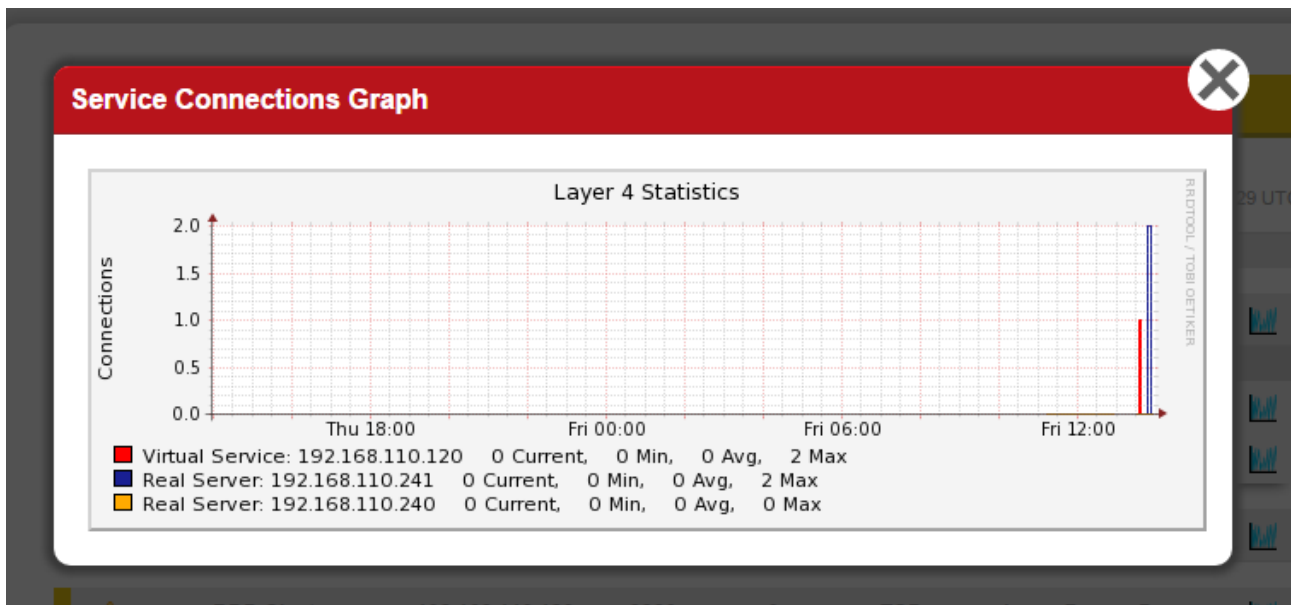 Service Connections Graph
29 UTC
Layer 4 Statistics
RRDTOOL / TOBI OETIKER
Connections
2.0
1.5
1.0
0.5
0.0
Thu 18:00 Fri 00:00 Fri 06:00 Fri 12:00
Virtual Service: 192.168.110.120 0 Current, 0 Min, 0 Avg, 2 Max
Real Server: 192.168.110.241 0 Current, 0 Min, 0 Avg, 2 Max
Real Server: 192.168.110.240 0 Current, 0 Min, 0 Avg, 0 Max